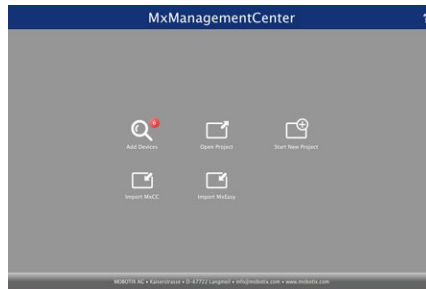 MxManagementCenter
?
6
Add Devices
Open Project
Start New Project
Import MxCC
Import MxEasy
MOBOTIX AG • Kaiserstrasse • D-67722 Langmeil • info@mobotix.com • www.mobotix.com